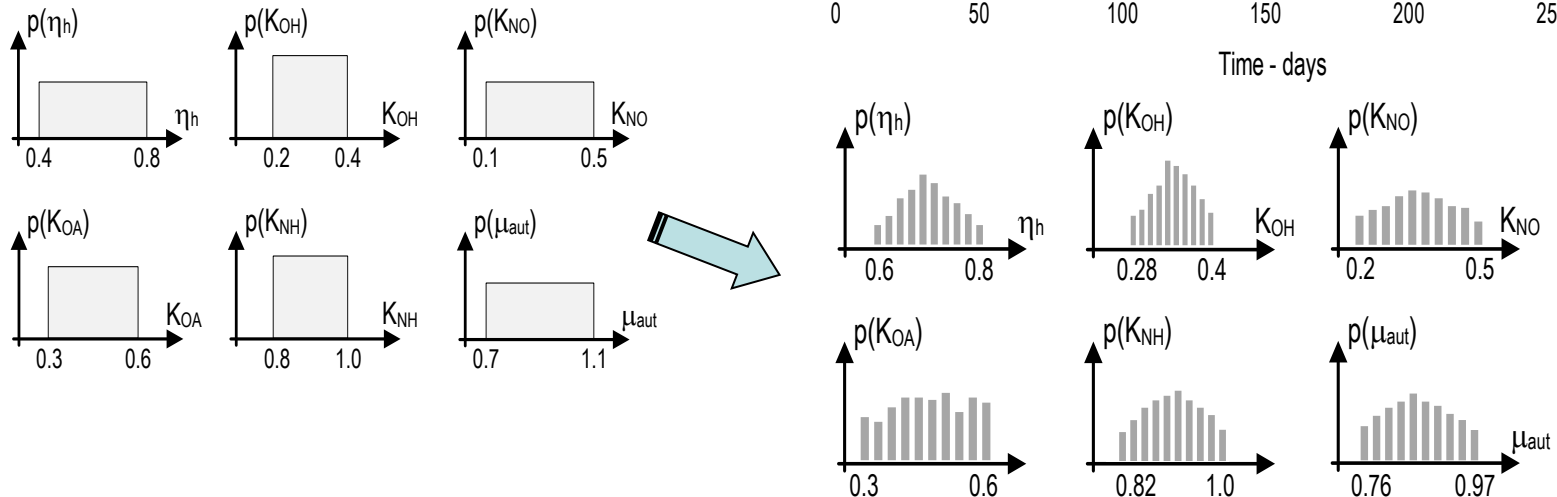 p(ηh) p(KOH) p(KNO)
ηh KOH KNO
0.4 0.8 0.2 0.4 0.1 0.5
p(KOA) p(KNH) p(μaut)
KOA KNH μaut
0.3 0.6 0.8 1.0 0.7 1.1
0 50 100 150 200 25
Time - days
p(ηh) p(KOH) p(KNO)
ηh KOH KNO
0.6 0.8 0.28 0.4 0.2 0.5
p(KOA) p(KNH) p(μaut)
μaut
0.3 0.6 0.82 1.0 0.76 0.97